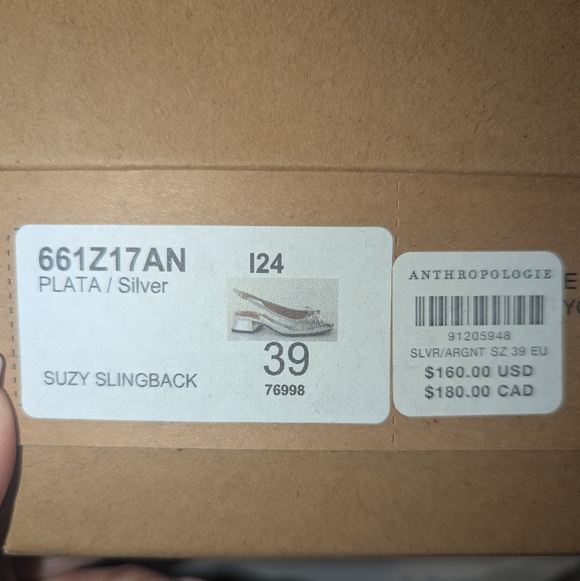 661Z17AN
PLATA / Silver
I24
39
76998
SUZY SLINGBACK
ANTHROPOLOGIE
91205948
SLVR/ARGNT SZ 39 EU
$160.00 USD
$180.00 CAD